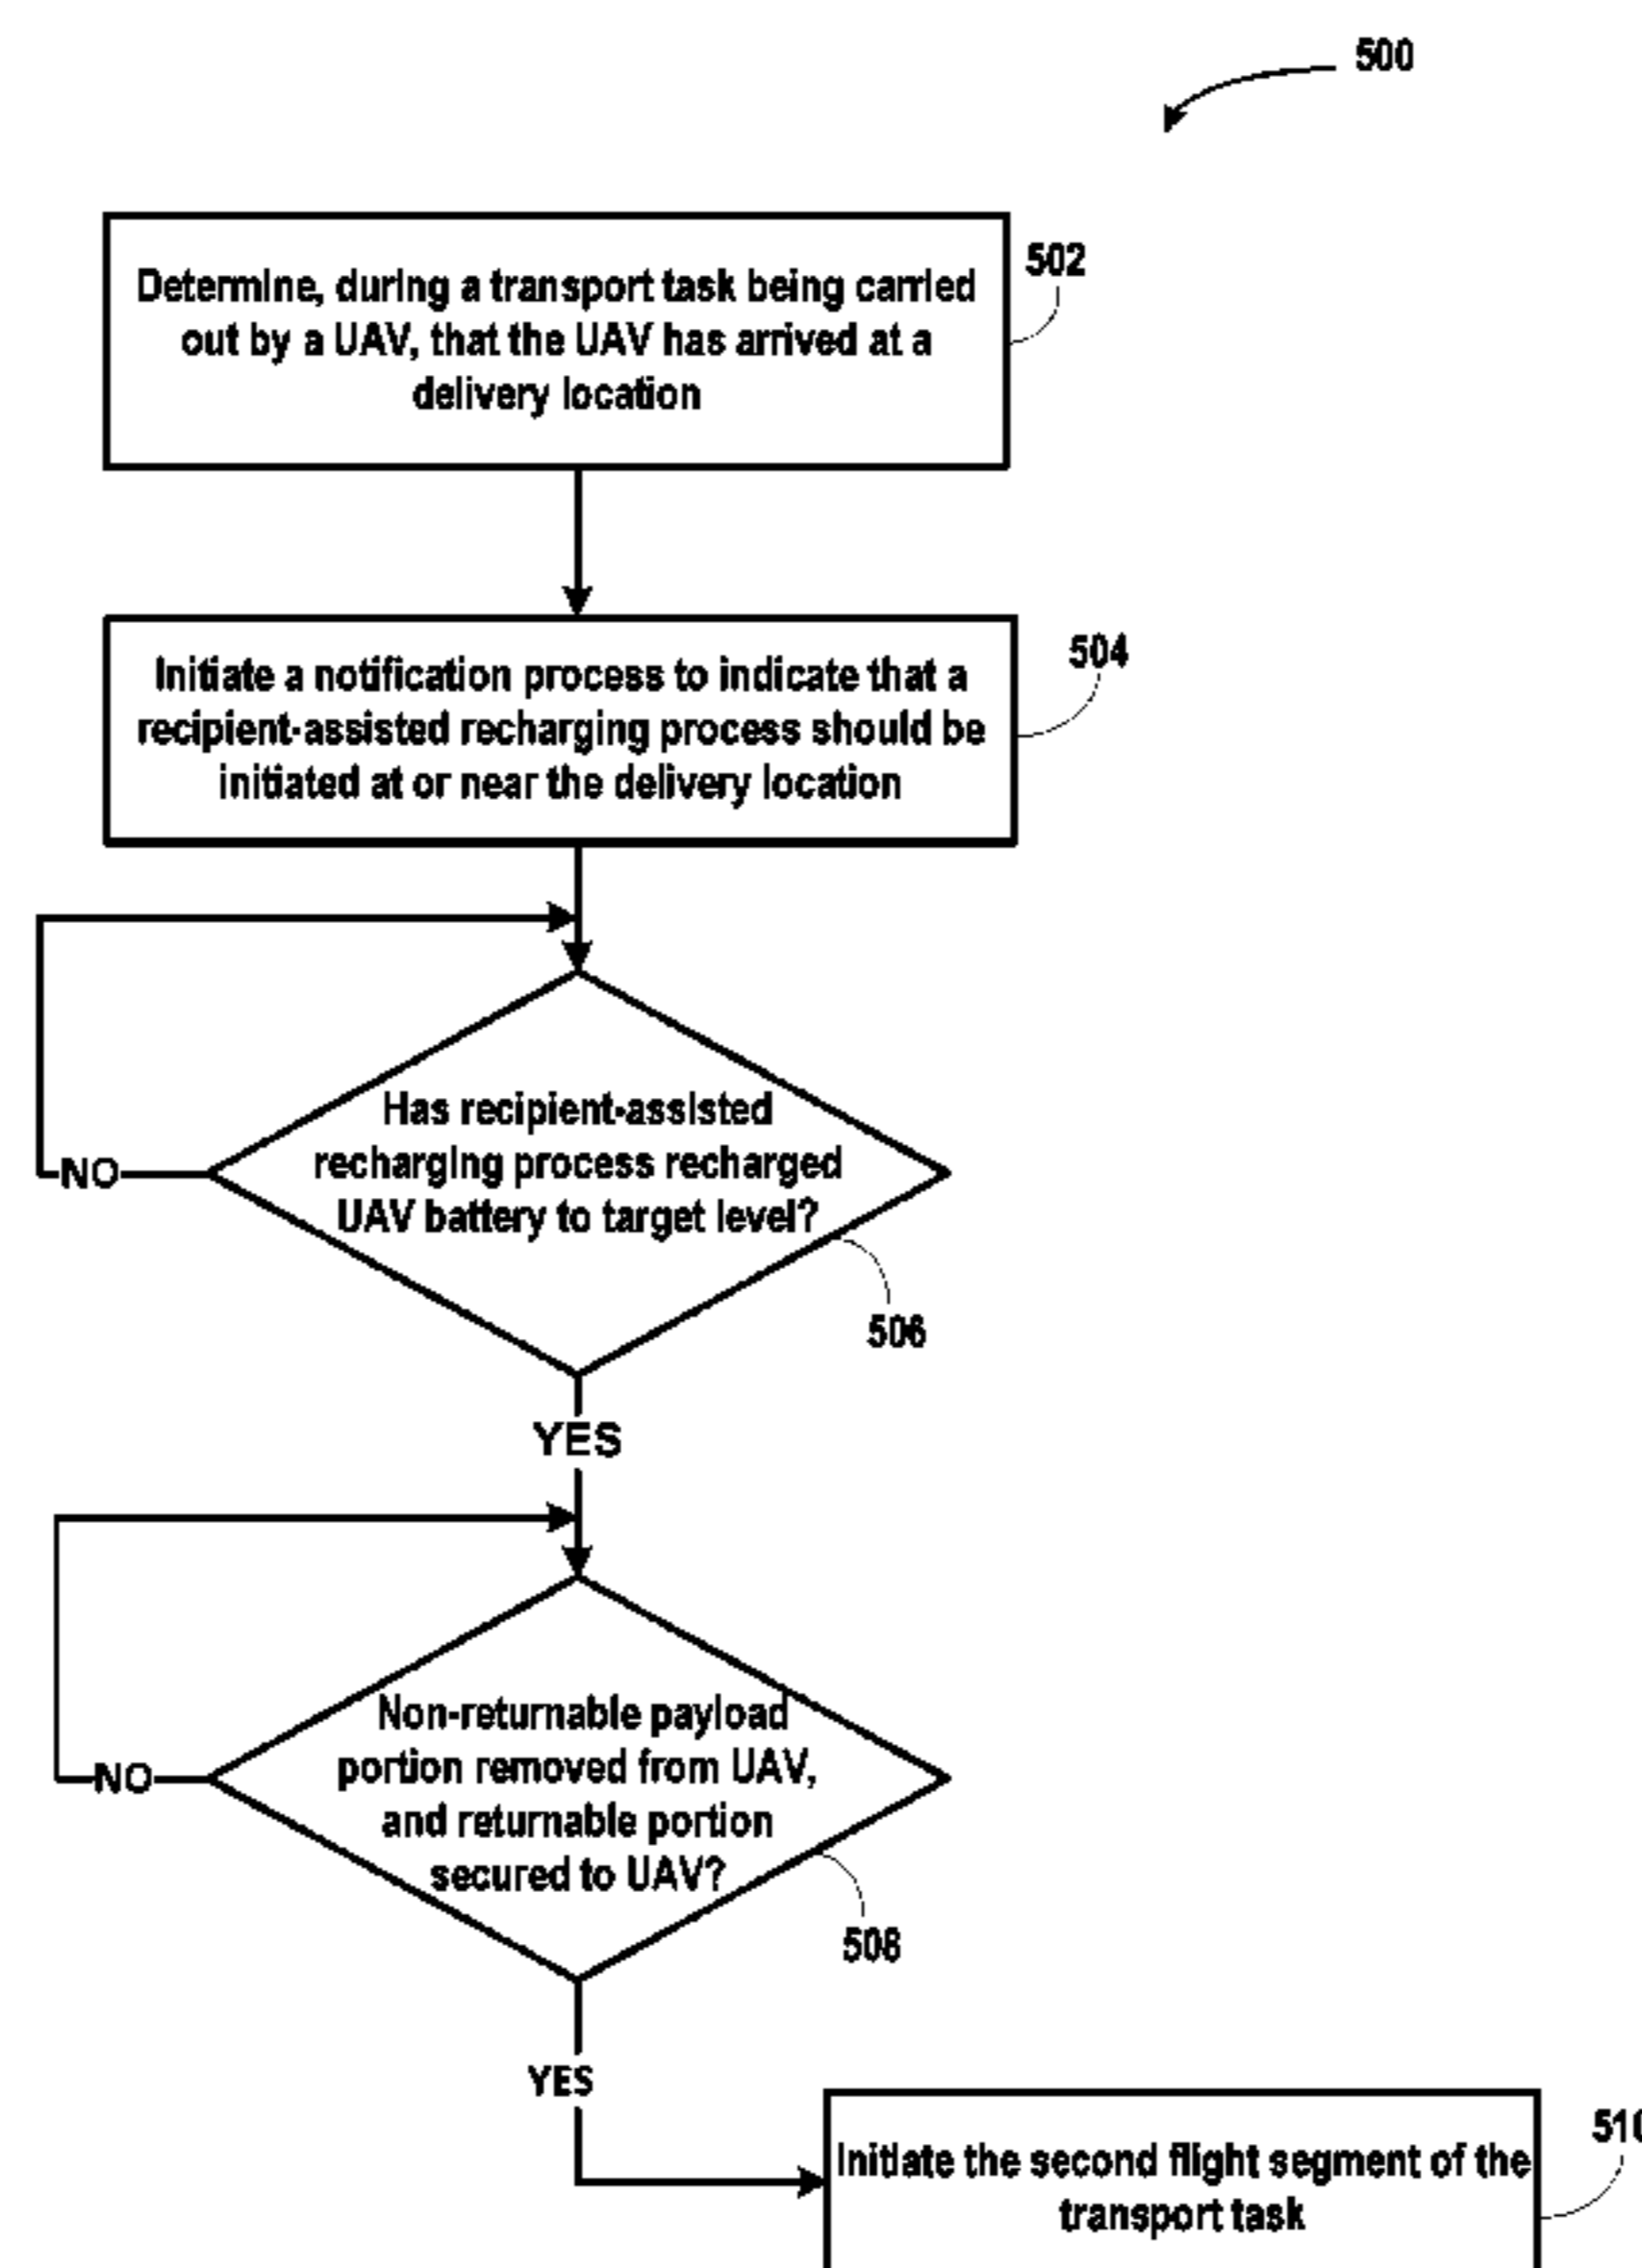 500
Determine, during a transport task being carried
out by a UAV, that the UAV has arrived at a
delivery location
502
Initiate a notification process to indicate that a
recipient-assisted recharging process should be
initiated at or near the delivery location
504
Has recipient-assisted
recharging process recharged
UAV battery to target level?
NO
506
YES
Non-returnable payload
portion removed from UAV,
and returnable portion
secured to UAV?
NO
508
YES
Initiate the second flight segment of the
transport task
510